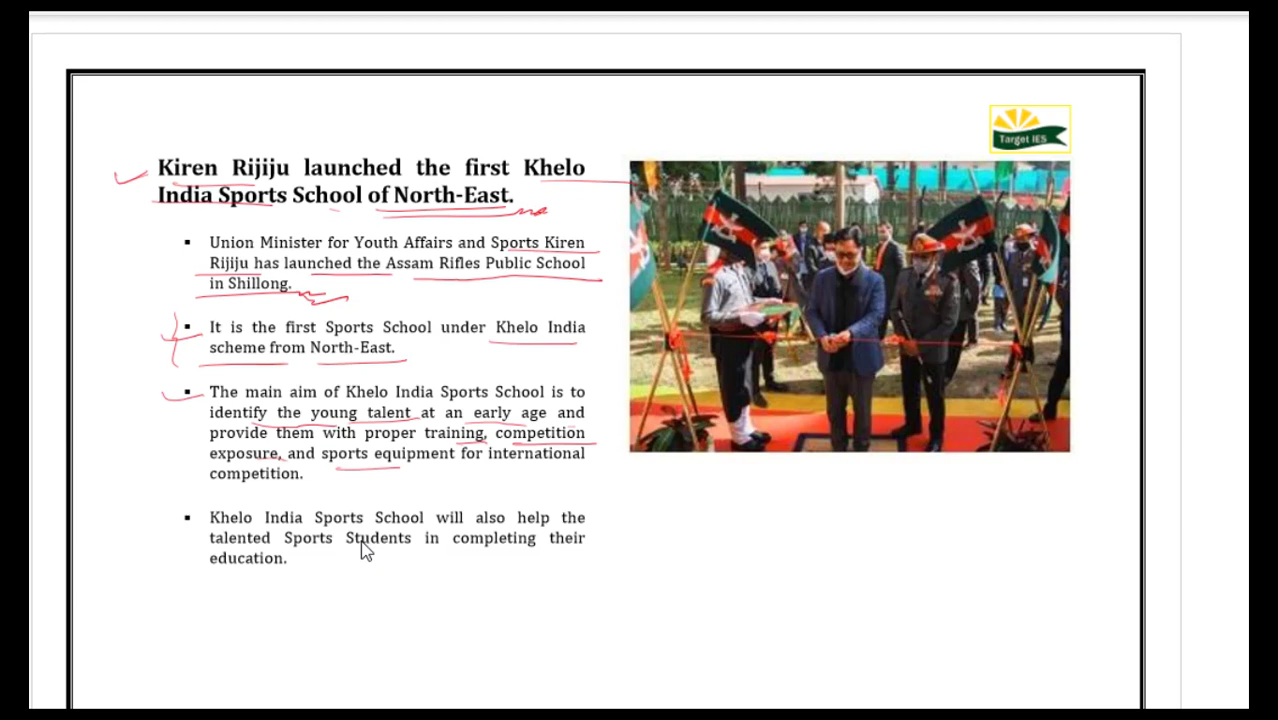 Target IES
Kiren Rijiju launched the first Khelo
India Sports School of North-East.
▪ Union Minister for Youth Affairs and Sports Kiren
Rijiju has launched the Assam Rifles Public School
in Shillong.
▪ It is the first Sports School under Khelo India
scheme from North-East.
▪ The main aim of Khelo India Sports School is to
identify the young talent at an early age and
provide them with proper training, competition
exposure, and sports equipment for international
competition.
▪ Khelo India Sports School will also help the
talented Sports Students in completing their
education.